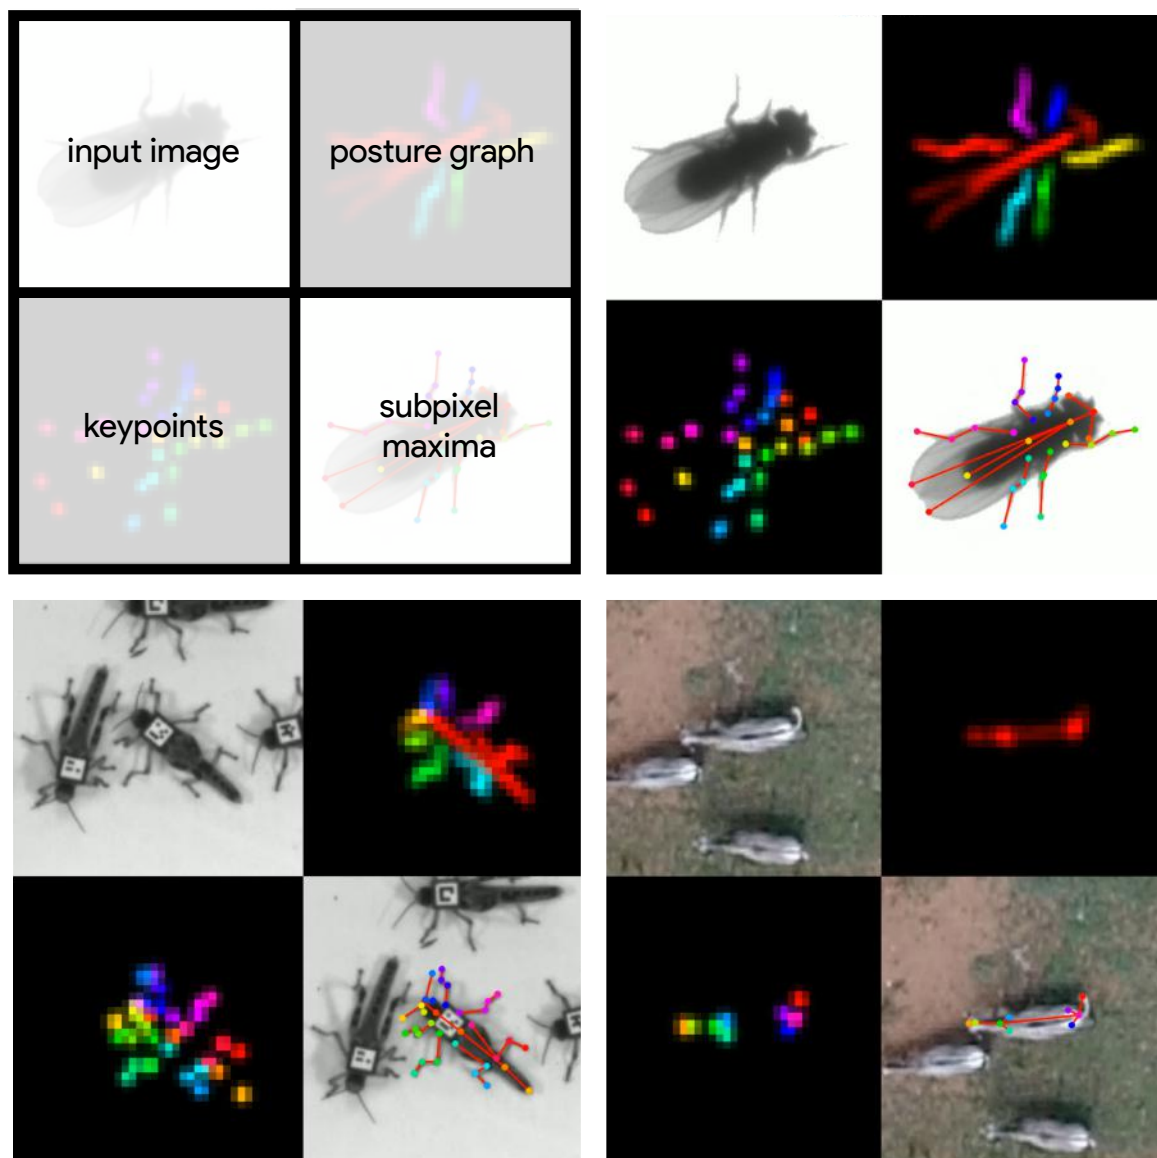 input image
posture graph
keypoints
subpixel
maxima